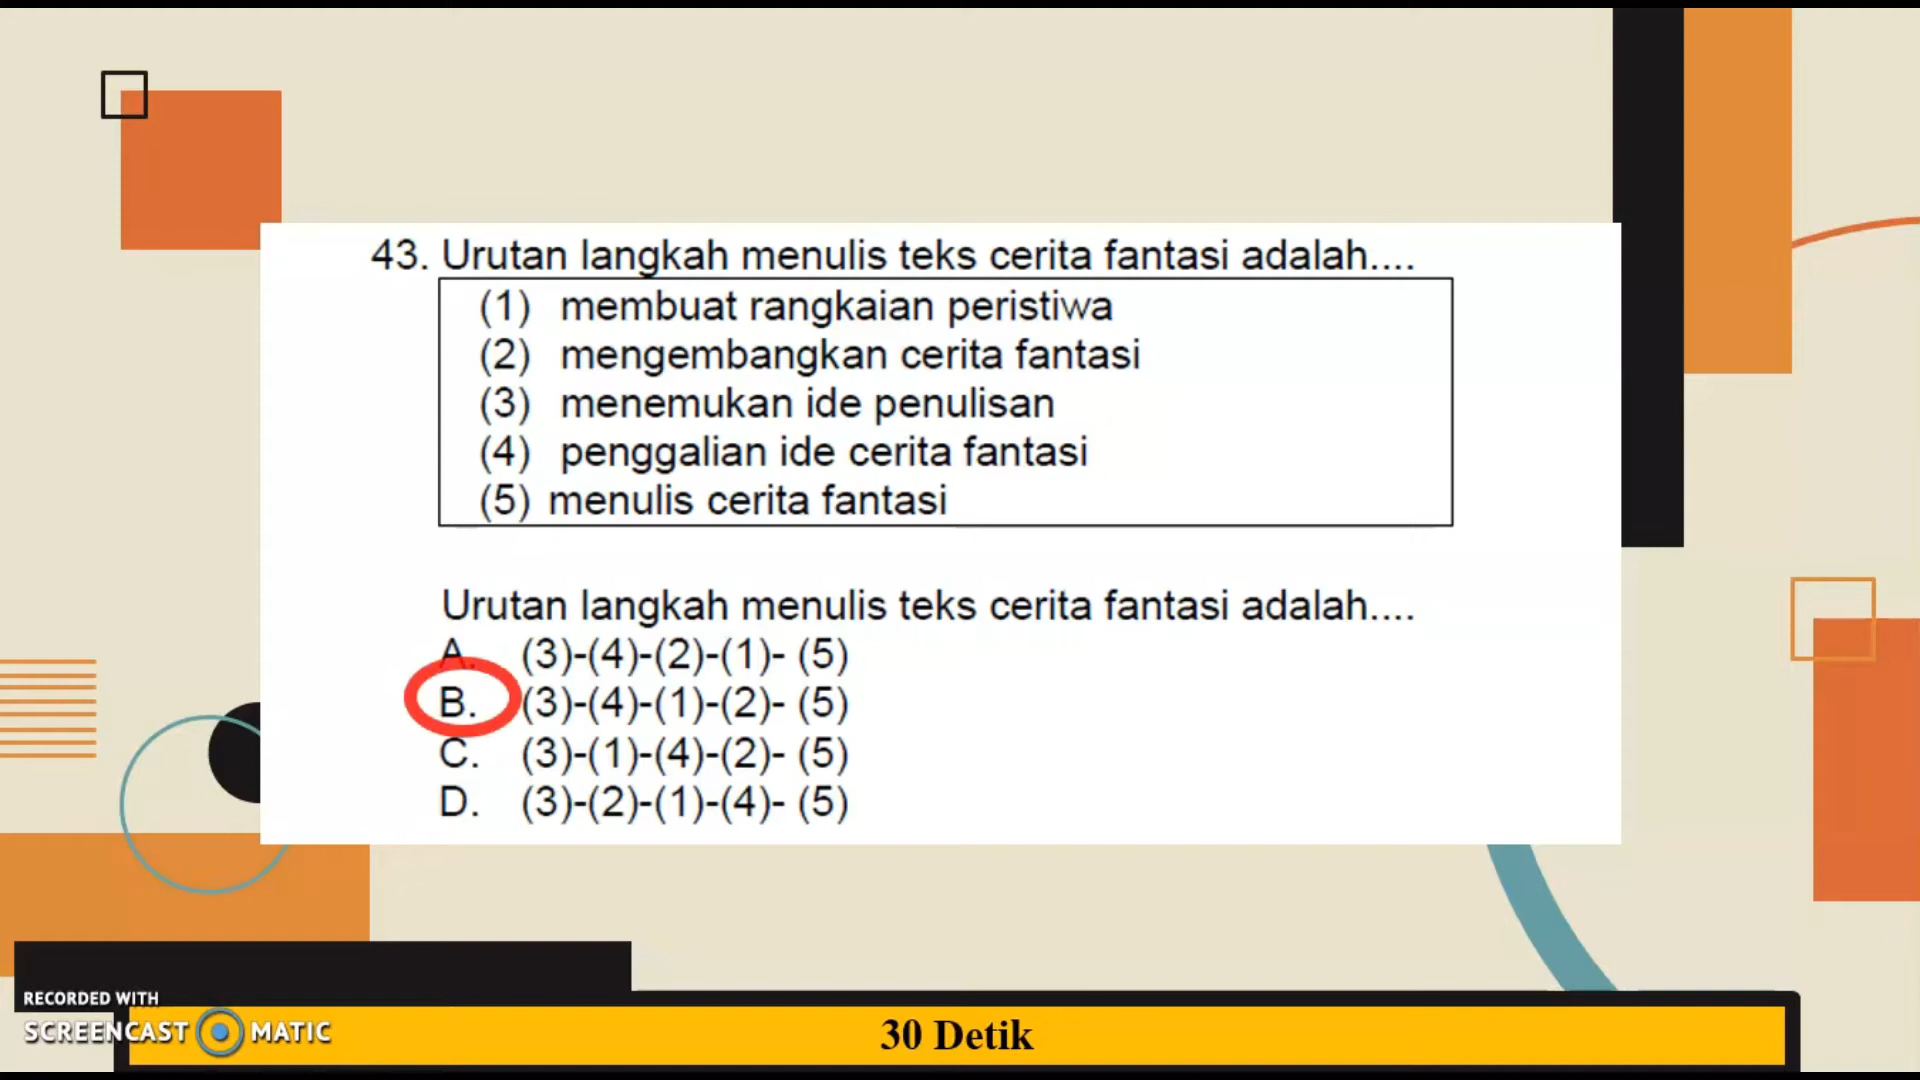 43. Urutan langkah menulis teks cerita fantasi adalah....
(1) membuat rangkaian peristiwa
(2) mengembangkan cerita fantasi
(3) menemukan ide penulisan
(4) penggalian ide cerita fantasi
(5) menulis cerita fantasi
Urutan langkah menulis teks cerita fantasi adalah....
A. (3)-(4)-(2)-(1)- (5)
B. (3)-(4)-(1)-(2)- (5)
C. (3)-(1)-(4)-(2)- (5)
D. (3)-(2)-(1)-(4)- (5)
RECORDED WITH
SCREENCAST MATIC
30 Detik